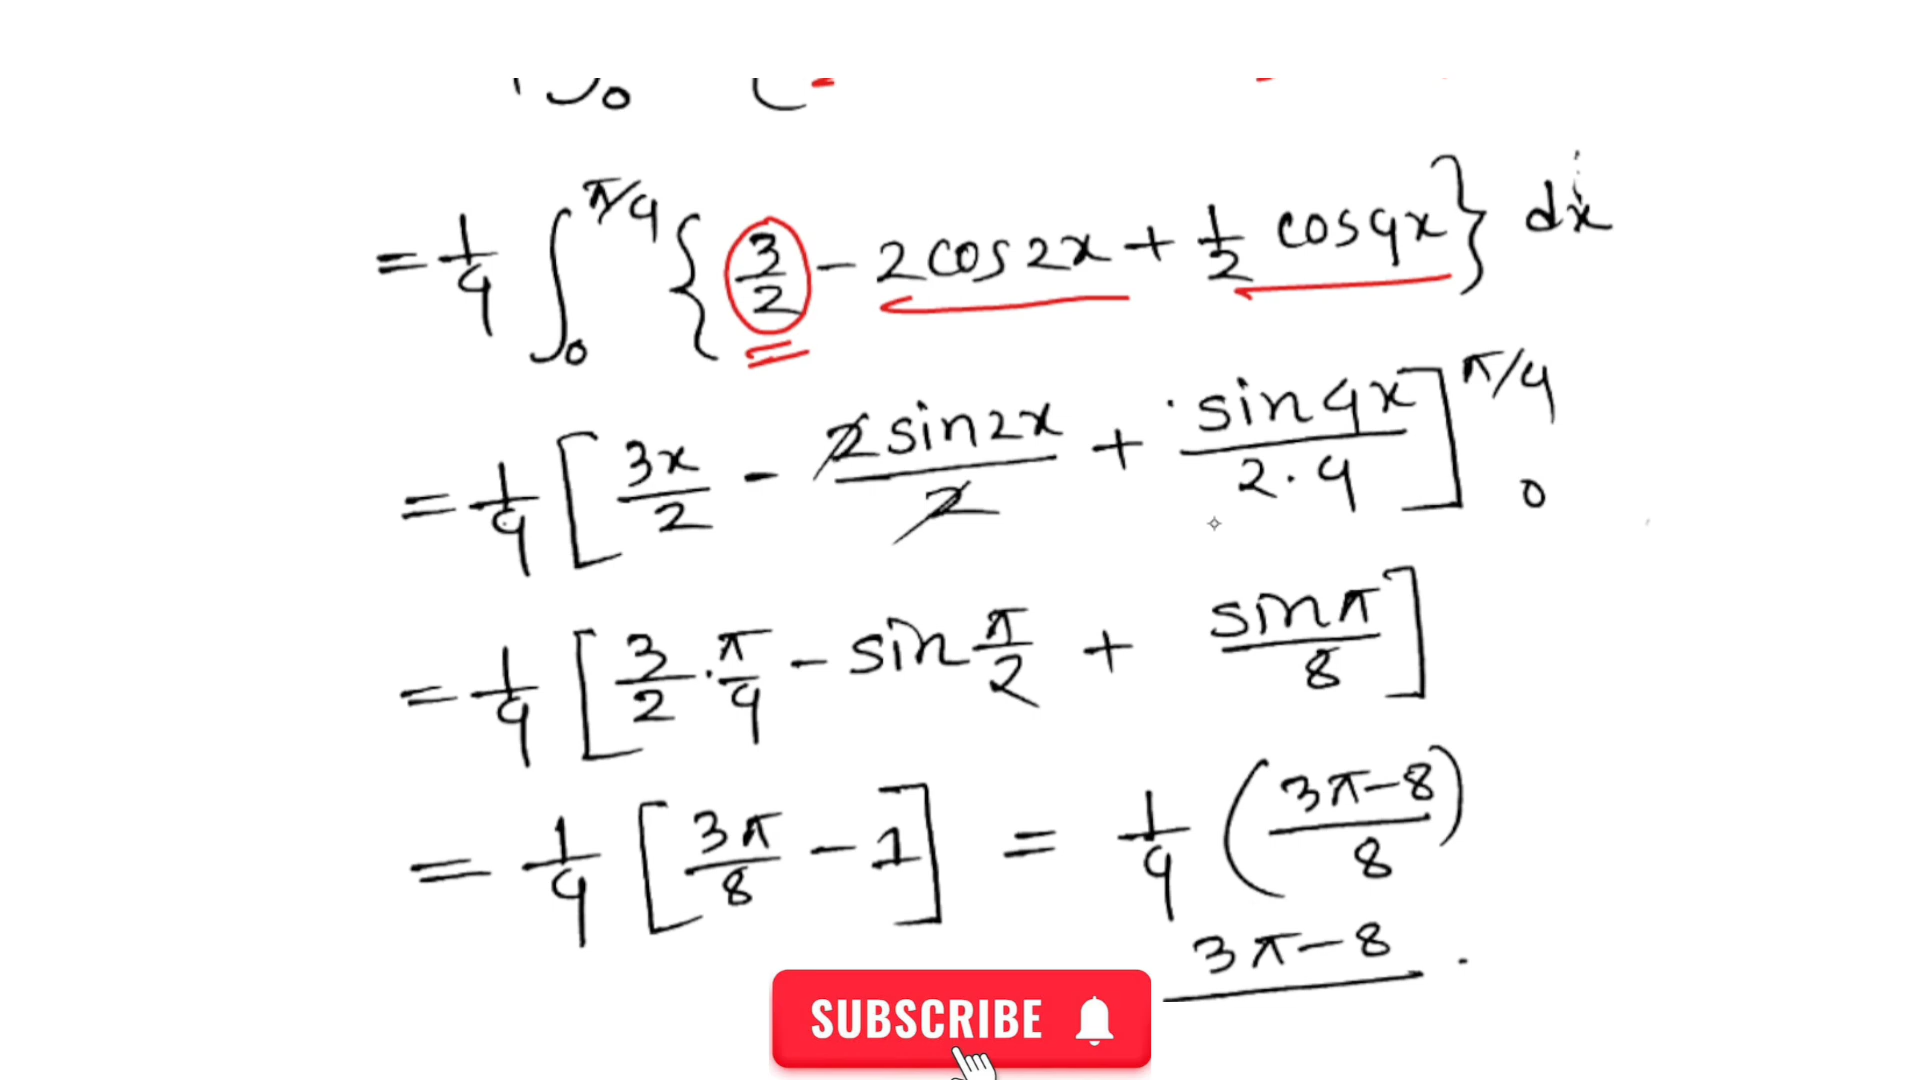 = 1/4 ∫₀^π/4 { 3/2 - 2cos2x + 1/2 cos4x } dx
= 1/4 [ 3x/2 - 2sin2x/2 + sin4x/2·4 ]₀^π/4
= 1/4 [ 3/2 · π/4 - sin π/2 + sinπ/8 ]
= 1/4 [ 3π/8 - 1 ] = 1/4 ( 3π-8/8 )
3π-8 .
SUBSCRIBE